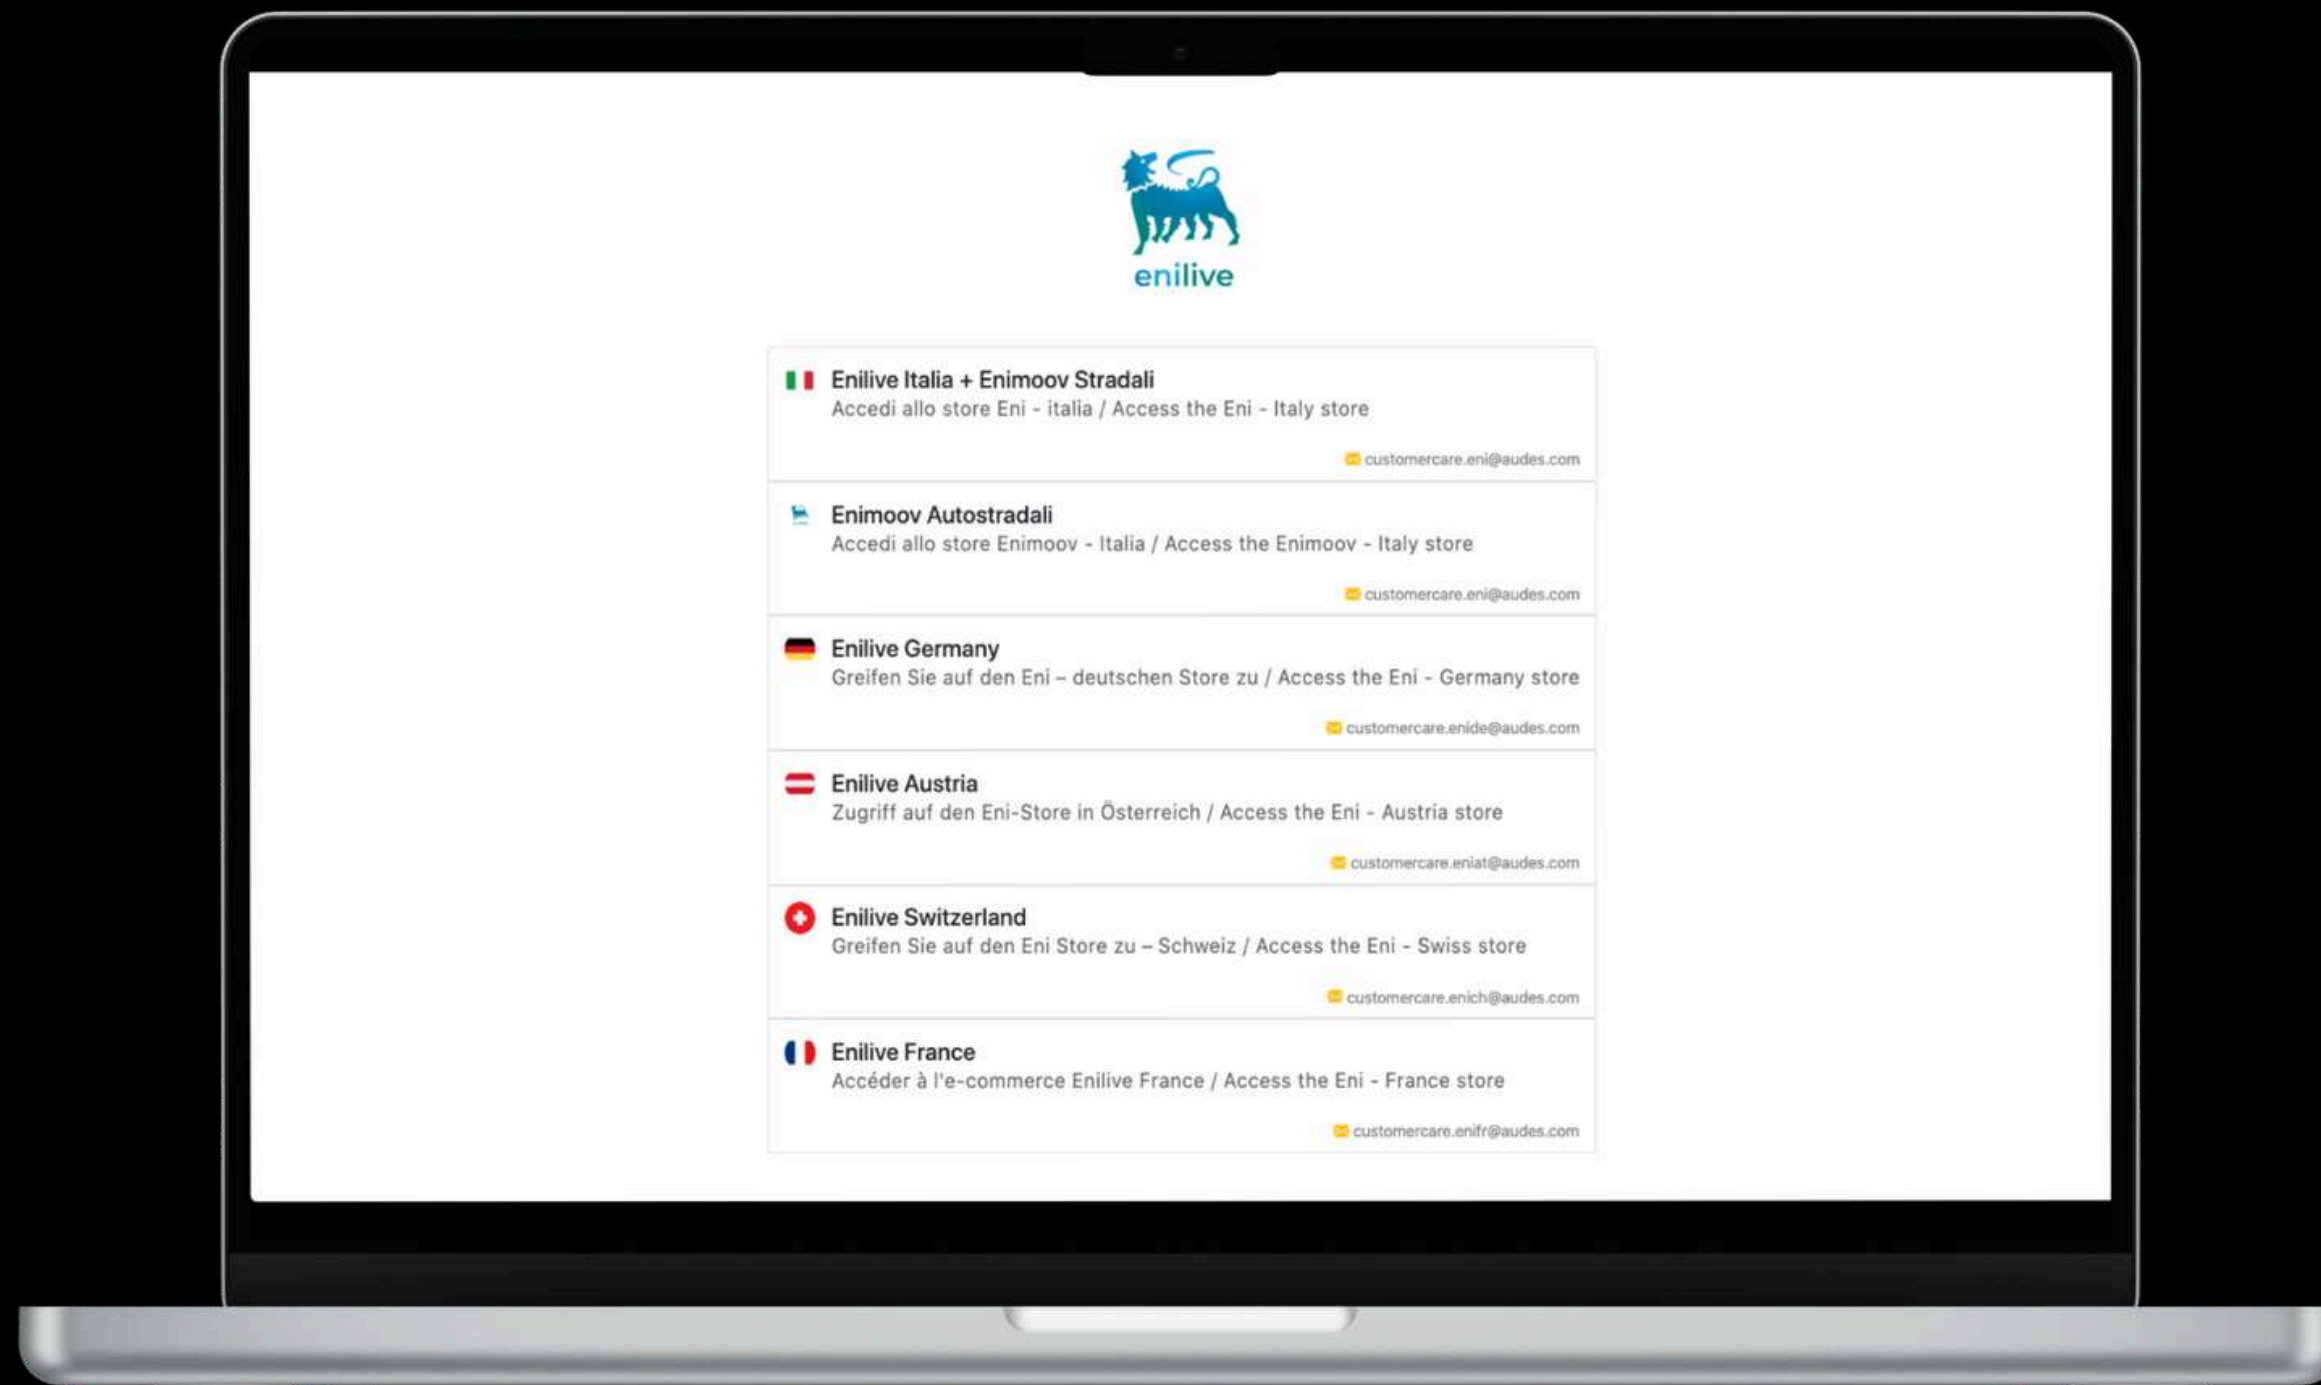 enilive
Enilive Italia + Enimoov Stradali
Accedi allo store Eni - italia / Access the Eni - Italy store
customercare.eni@audes.com
Enimoov Autostradali
Accedi allo store Enimoov - Italia / Access the Enimoov - Italy store
customercare.eni@audes.com
Enilive Germany
Greifen Sie auf den Eni – deutschen Store zu / Access the Eni - Germany store
customercare.enide@audes.com
Enilive Austria
Zugriff auf den Eni-Store in Österreich / Access the Eni - Austria store
customercare.eniat@audes.com
Enilive Switzerland
Greifen Sie auf den Eni Store zu – Schweiz / Access the Eni - Swiss store
customercare.enich@audes.com
Enilive France
Accéder à l'e-commerce Enilive France / Access the Eni - France store
customercare.enifr@audes.com